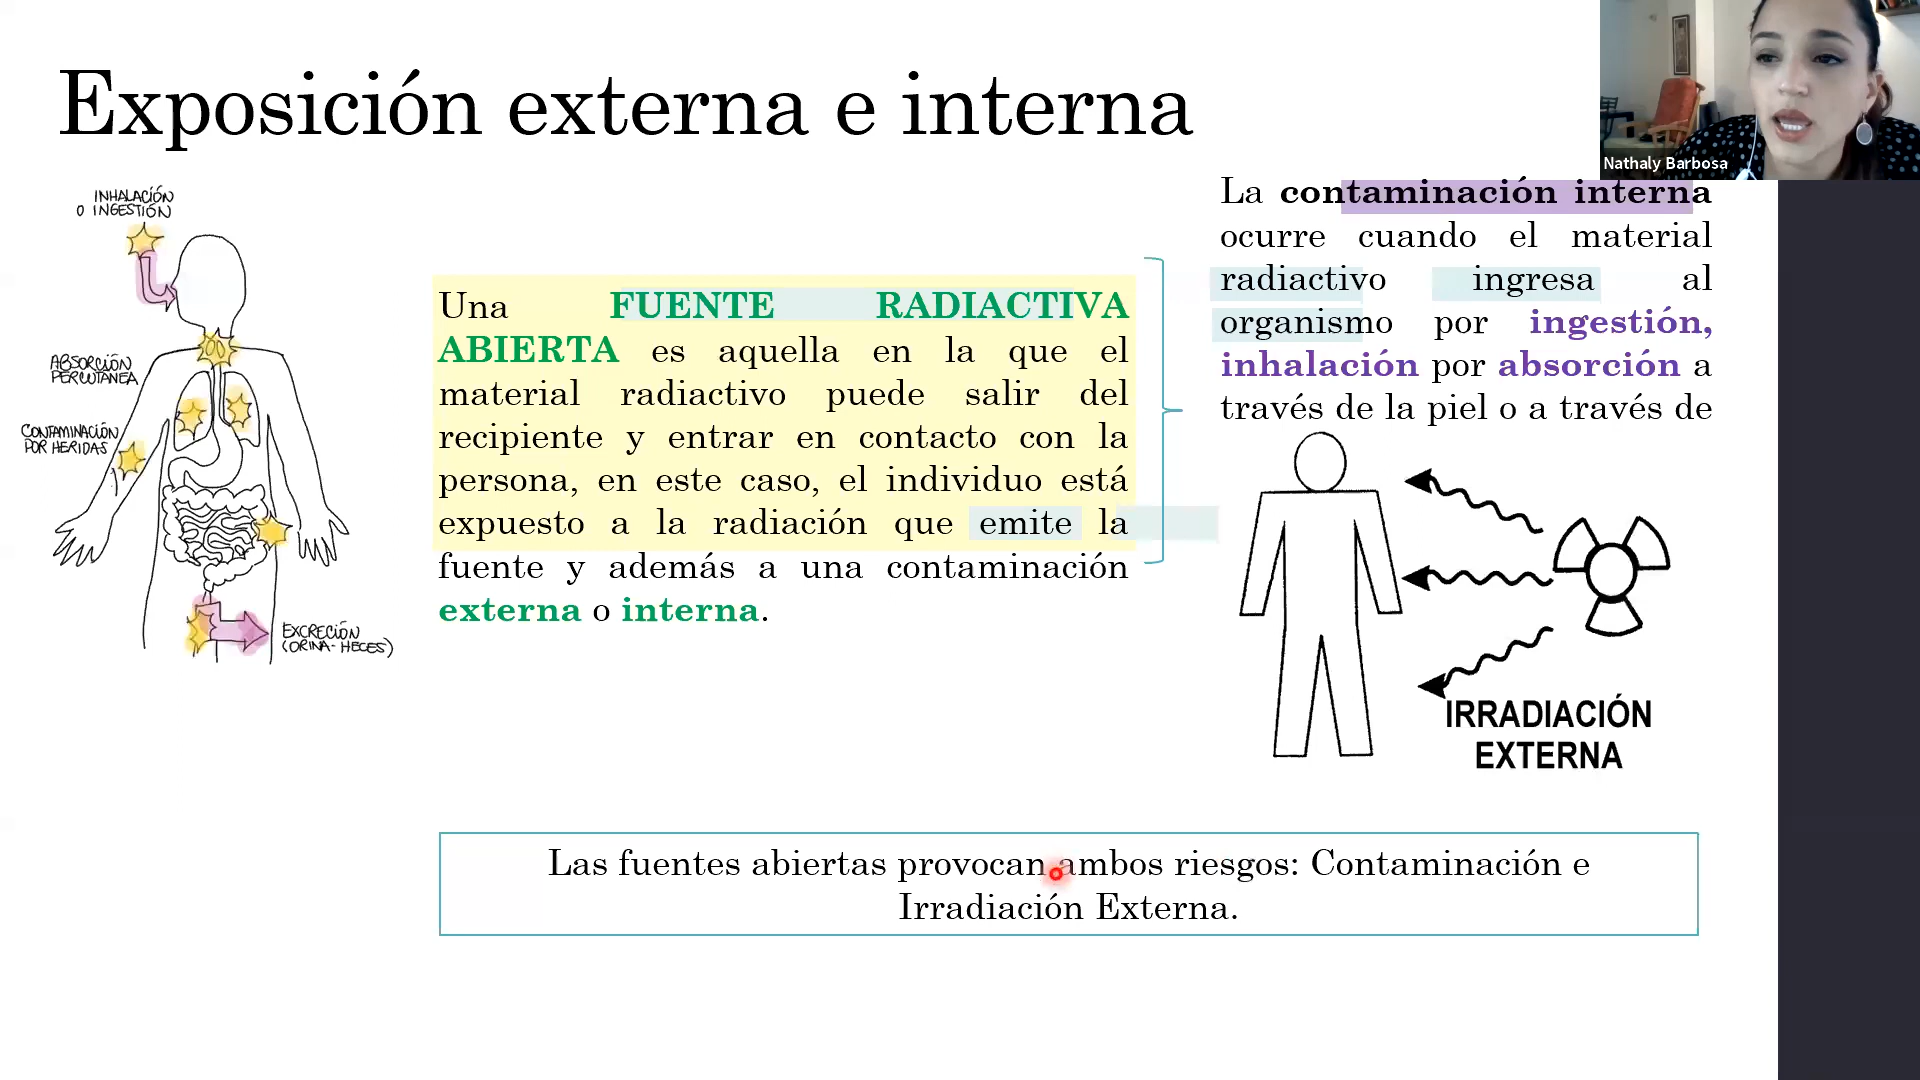 Exposición externa e interna
Nathaly Barbosa
INHALACIÓN
O INGESTIÓN
ABSORCIÓN
PERCUTANEA
CONTAMINACIÓN
POR HERIDAS
EXCRECIÓN
(ORINA- HECES)
Una FUENTE RADIACTIVA
ABIERTA es aquella en la que el
material radiactivo puede salir del
recipiente y entrar en contacto con la
persona, en este caso, el individuo está
expuesto a la radiación que emite la
fuente y además a una contaminación
externa o interna.
La contaminación interna
ocurre cuando el material
radiactivo ingresa al
organismo por ingestión,
inhalación por absorción a
través de la piel o a través de
IRRADIACIÓN
EXTERNA
Las fuentes abiertas provocan ambos riesgos: Contaminación e
Irradiación Externa.